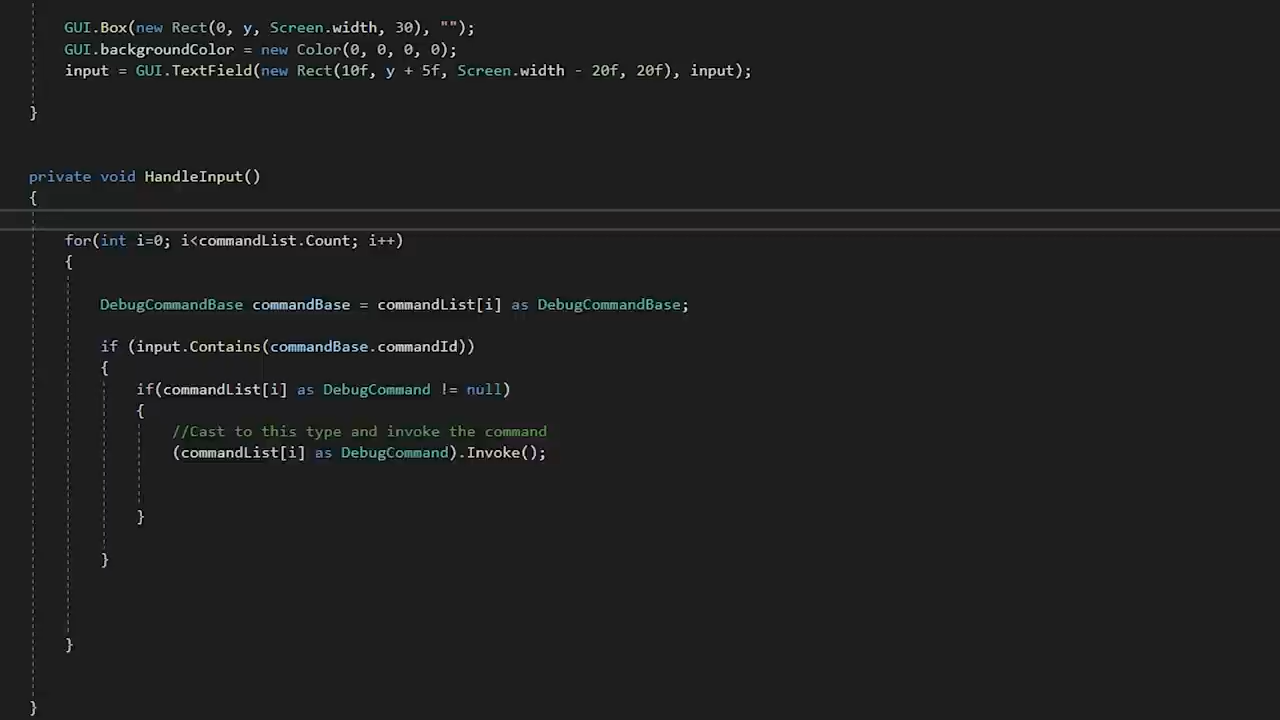 GUI.Box(new Rect(0, y, Screen.width, 30), "");
GUI.backgroundColor = new Color(0, 0, 0, 0);
input = GUI.TextField(new Rect(10f, y + 5f, Screen.width - 20f, 20f), input);
}
private void HandleInput()
{
for(int i=0; i<commandList.Count; i++)
{
DebugCommandBase commandBase = commandList[i] as DebugCommandBase;
if (input.Contains(commandBase.commandId))
{
if(commandList[i] as DebugCommand != null)
{
//Cast to this type and invoke the command
(commandList[i] as DebugCommand).Invoke();
}
}
}
}